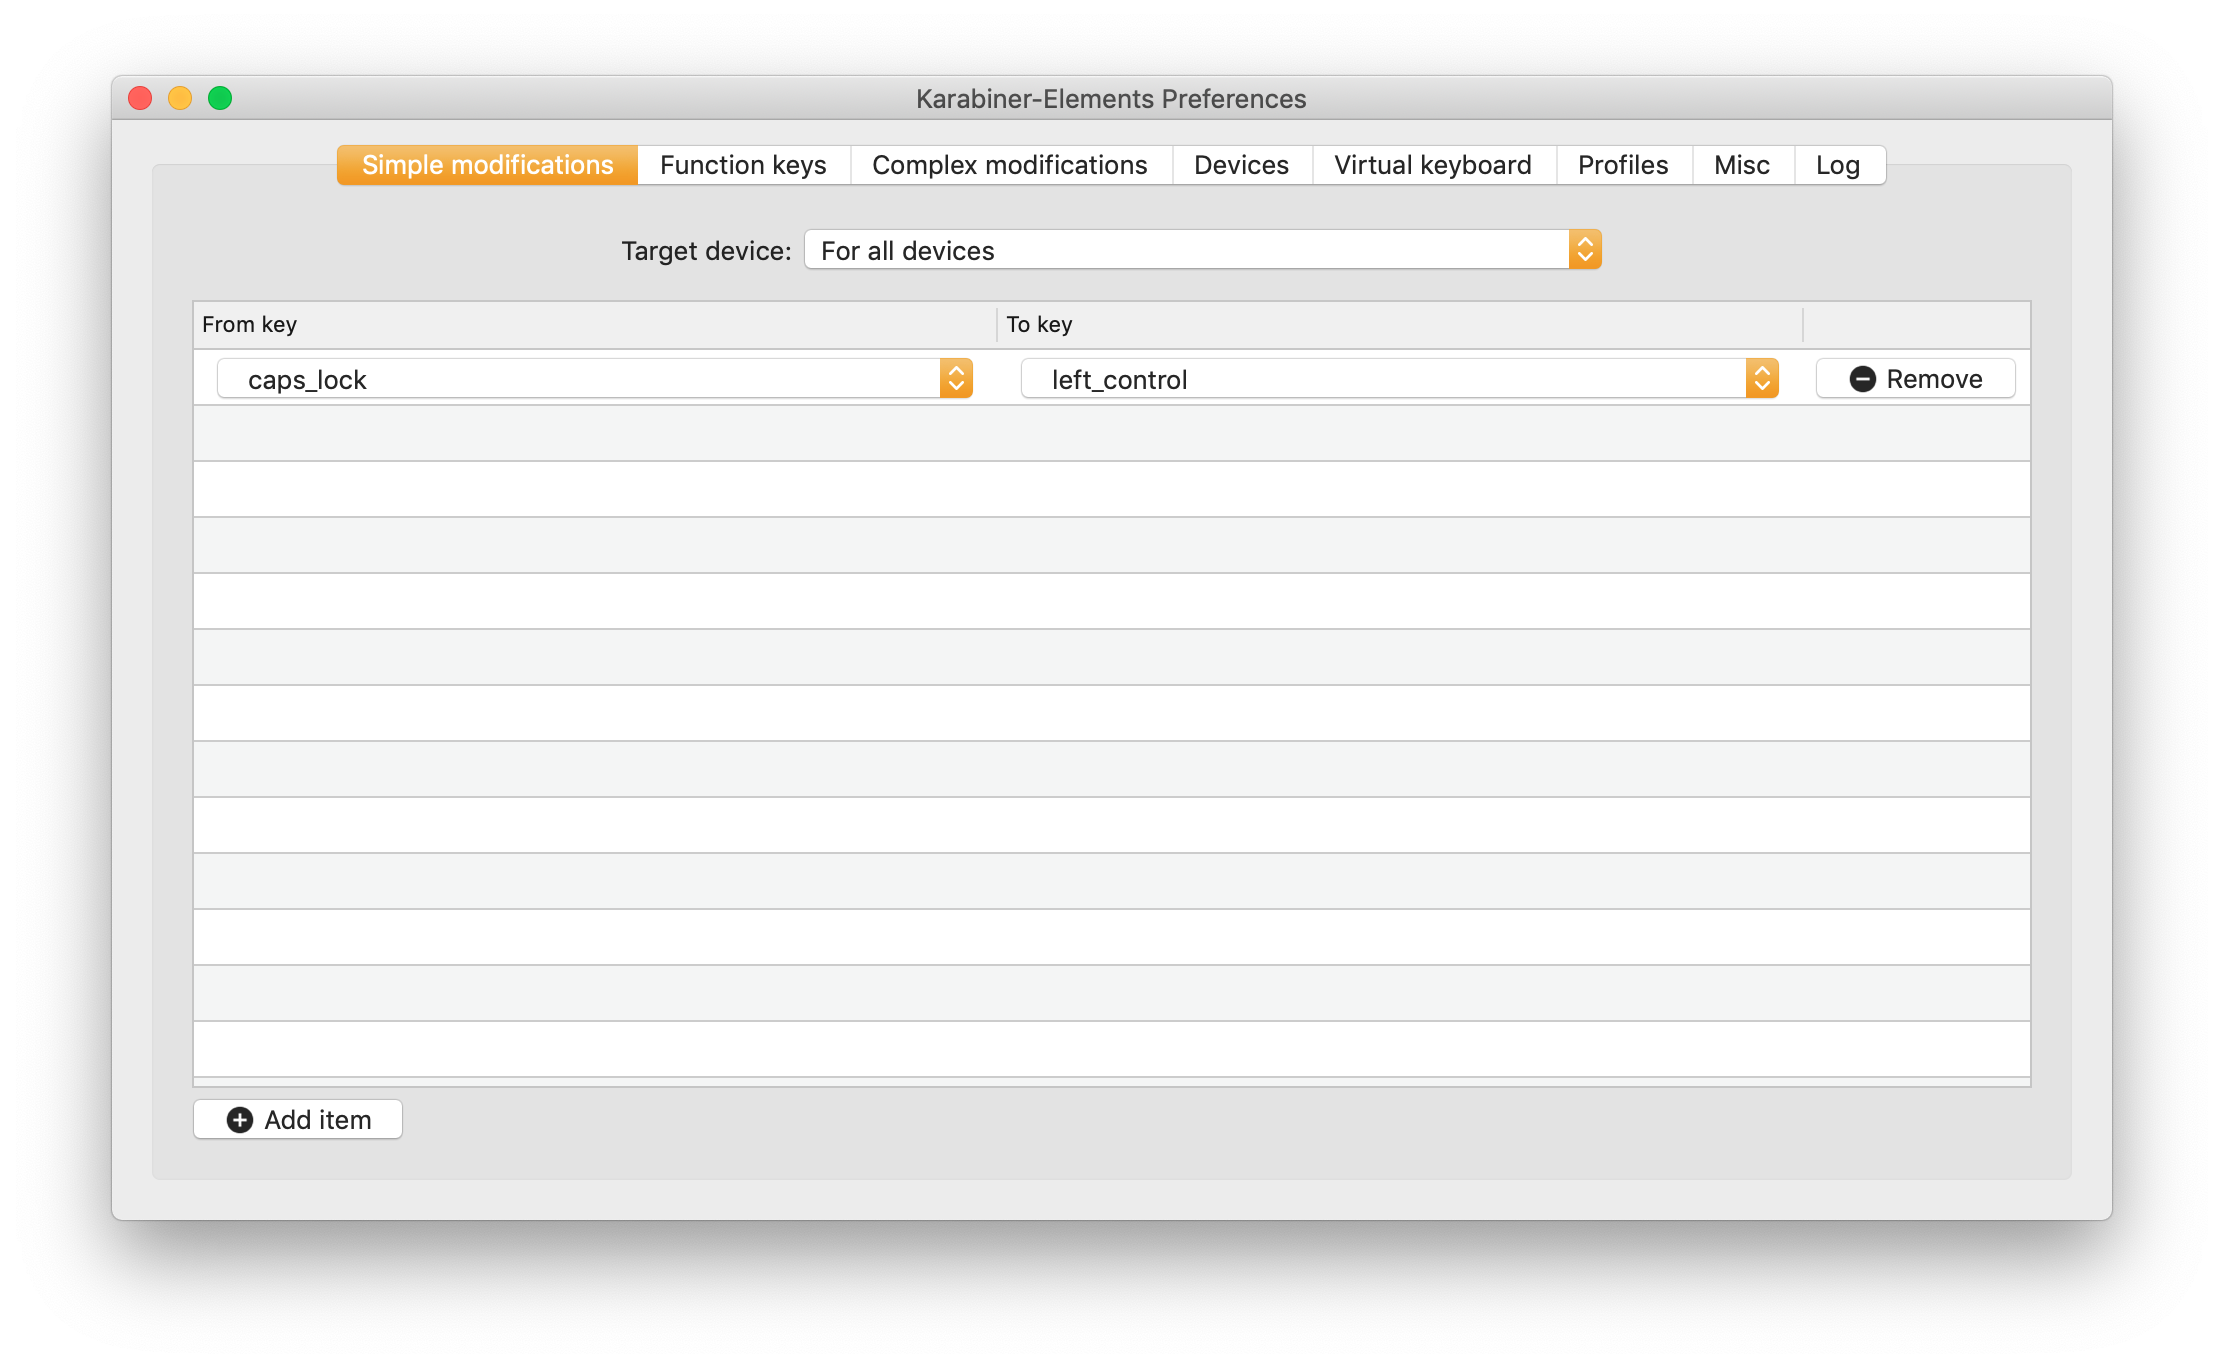 Karabiner-Elements Preferences
Simple modifications Function keys Complex modifications Devices Virtual keyboard Profiles Misc Log
Target device: For all devices
From key To key
caps_lock left_control Remove
Add item